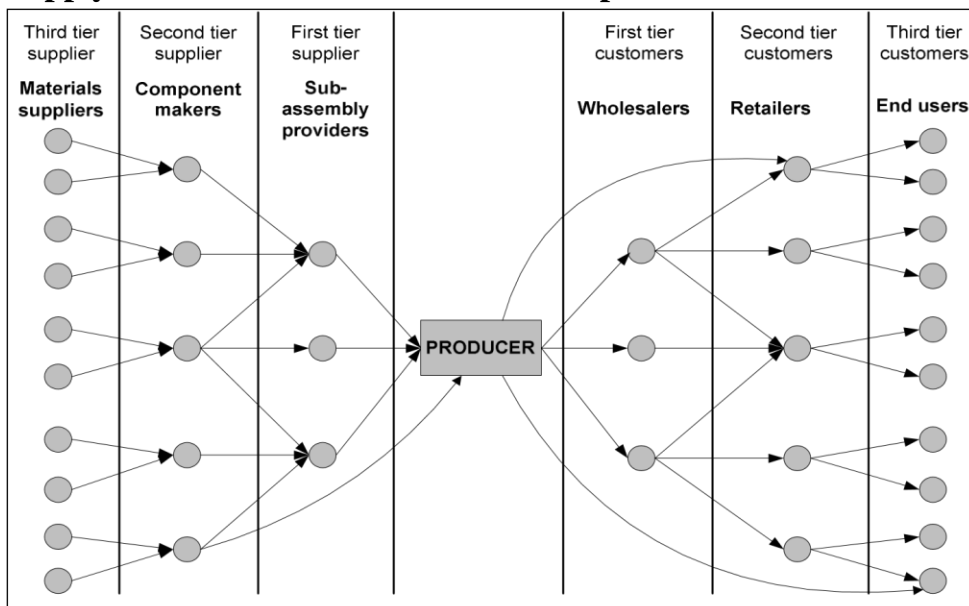 Third tier
supplier
Materials
suppliers
Second tier
supplier
Component
makers
First tier
supplier
Sub-
assembly
providers
PRODUCER
First tier
customers
Wholesalers
Second tier
customers
Retailers
Third tier
customers
End users